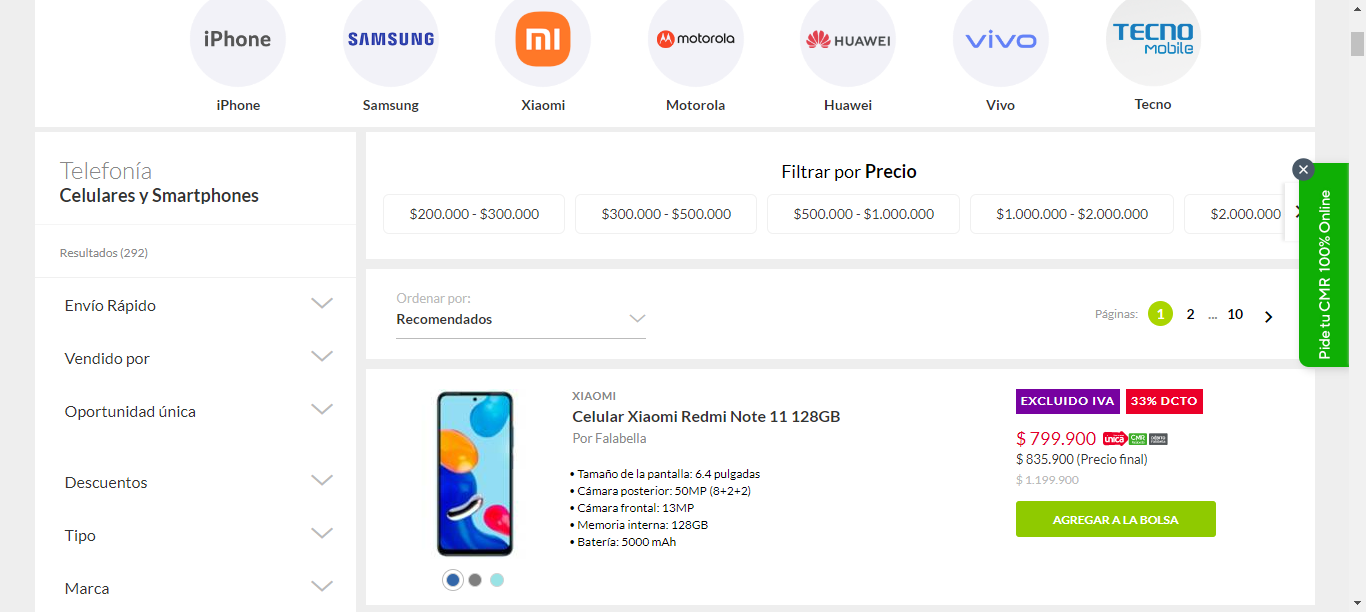 iPhone
SAMSUNG
mi
motorola
HUAWEI
vivo
TECNO
mobile
iPhone
Samsung
Xiaomi
Motorola
Huawei
Vivo
Tecno
Telefonía
Celulares y Smartphones
Resultados (292)
Envío Rápido
Vendido por
Oportunidad única
Descuentos
Tipo
Marca
Filtrar por Precio
$200.000 - $300.000
$300.000 - $500.000
$500.000 - $1.000.000
$1.000.000 - $2.000.000
$2.000.000
Ordenar por:
Recomendados
Páginas: 1 2 ... 10
XIAOMI
Celular Xiaomi Redmi Note 11 128GB
Por Falabella
• Tamaño de la pantalla: 6.4 pulgadas
• Cámara posterior: 50MP (8+2+2)
• Cámara frontal: 13MP
• Memoria interna: 128GB
• Batería: 5000 mAh
EXCLUIDO IVA
33% DCTO
$ 799.900 única CMR
$ 835.900 (Precio final)
$ 1.199.900
AGREGAR A LA BOLSA
Pide tu CMR 100% Online